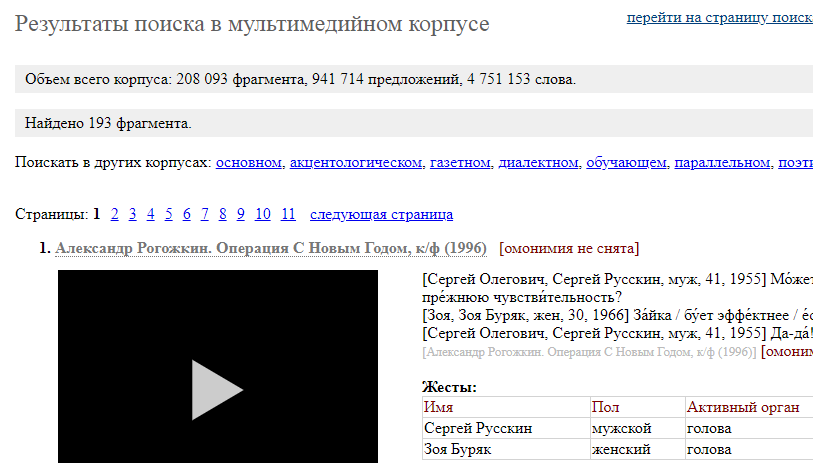 Результаты поиска в мультимедийном корпусе
перейти на страницу поиск
Объем всего корпуса: 208 093 фрагмента, 941 714 предложений, 4 751 153 слова.
Найдено 193 фрагмента.
Поискать в других корпусах: основном, акцентологическом, газетном, диалектном, обучающем, параллельном, поэти
Страницы: 1 2 3 4 5 6 7 8 9 10 11 следующая страница
1. Александр Рогожкин. Операция С Новым Годом, к/ф (1996) [омонимия не снята]
[Сергей Олегович, Сергей Русскин, муж, 41, 1955] Мо́жет
пре́жнюю чувстви́тельность?
[Зоя, Зоя Буряк, жен, 30, 1966] За́йка / бу́ет эффе́ктнее / е́с
[Сергей Олегович, Сергей Русскин, муж, 41, 1955] Да-да́!
[Александр Рогожкин. Операция С Новым Годом, к/ф (1996)] [омоним
Жесты:
Имя Пол Активный орган
Сергей Русскин мужской голова
Зоя Буряк женский голова